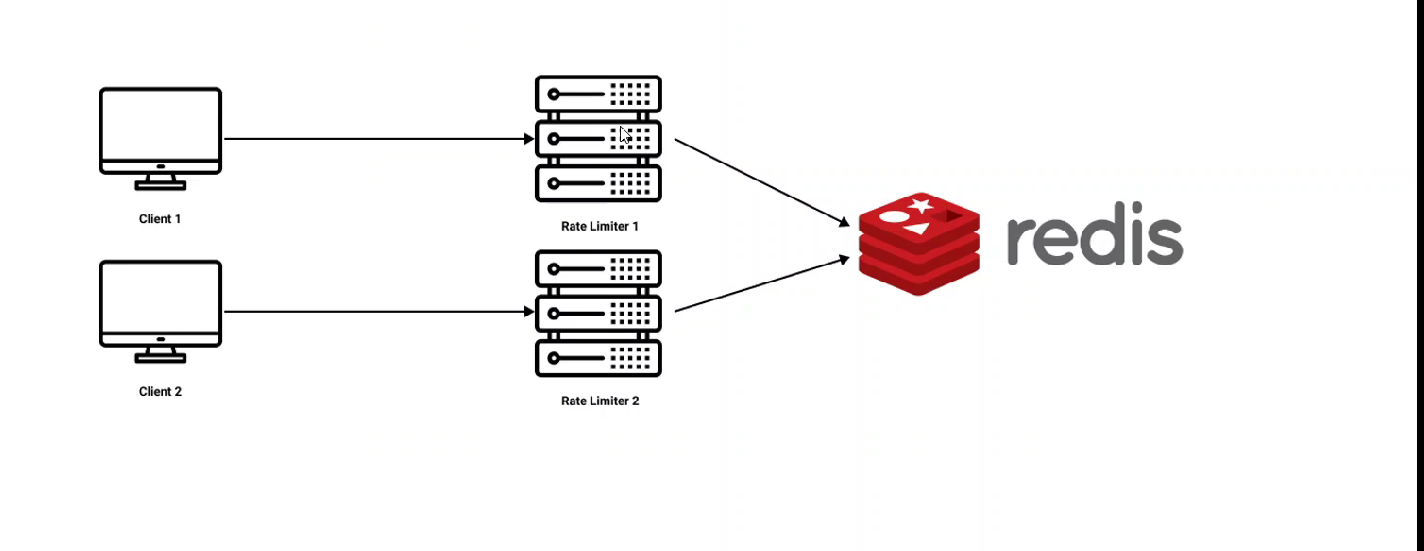 Client 1
Rate Limiter 1
redis
Client 2
Rate Limiter 2